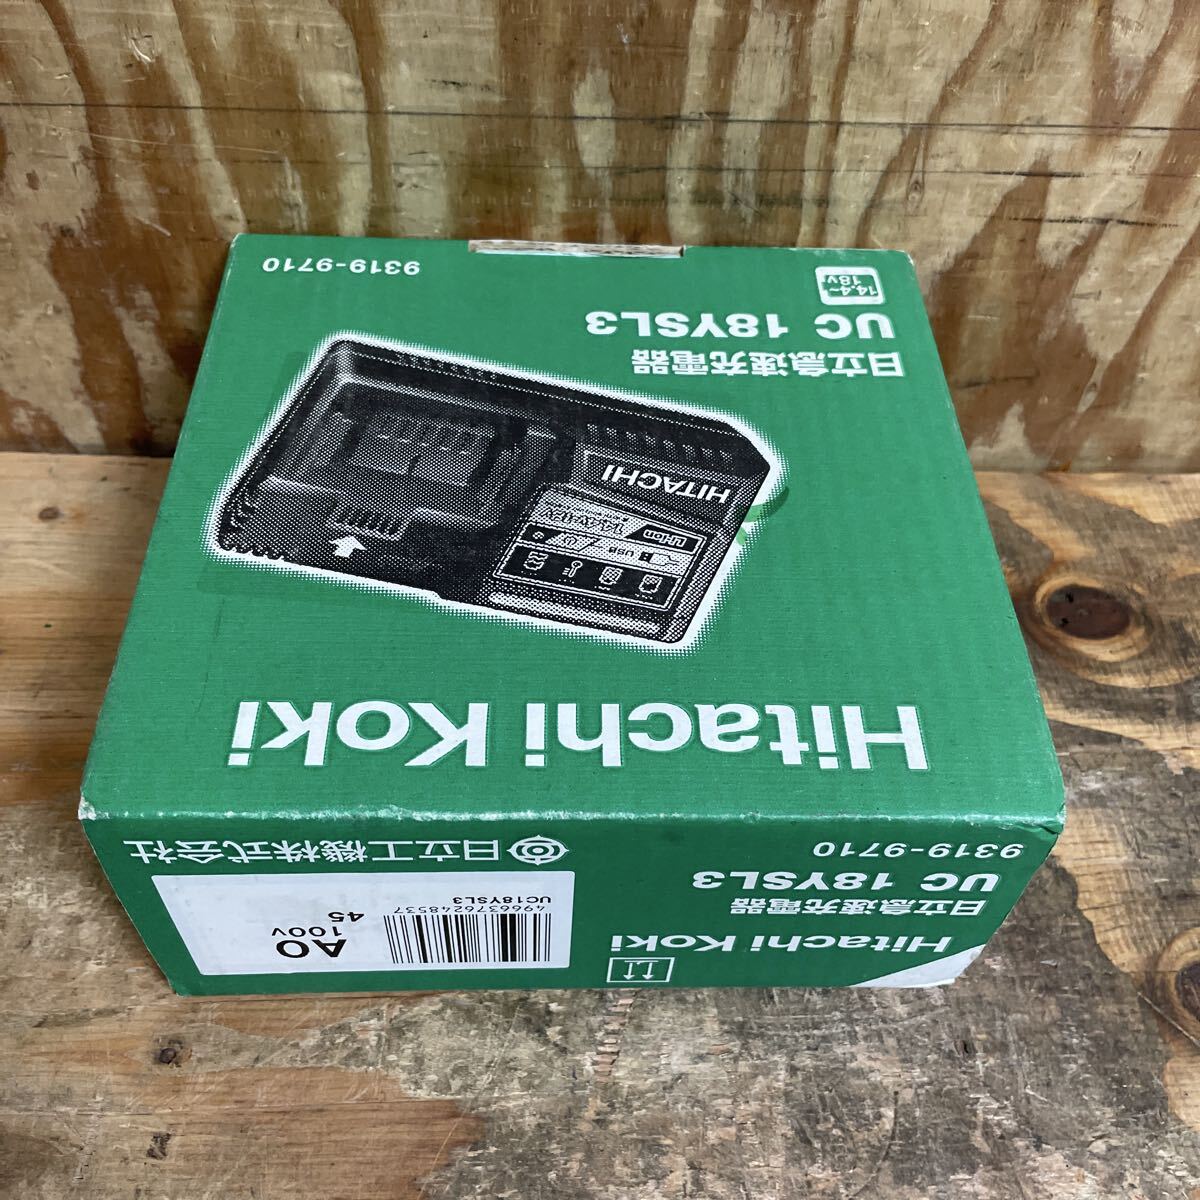 Hitachi Koki
HITACHI
Li-Ion
USB
日立急速充電器
UC 18YSL3
14.4~
18V
9319-9710
Hitachi Koki
日立急速充電器
UC 18YSL3
9319-9710
日立工機株式会社
4966376248537
UC18YSL3
A0
100V
45